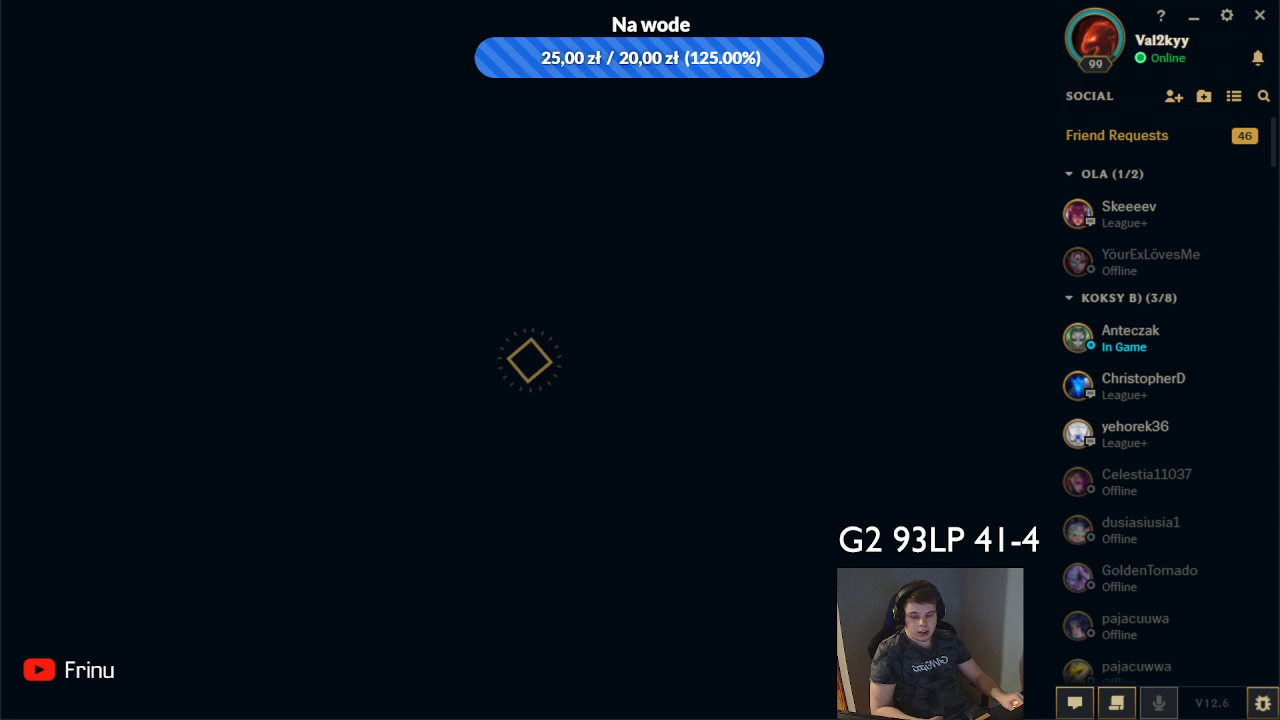 Na wode
25,00 zł / 20,00 zł (125.00%)
?
Val2kyy
99
Online
SOCIAL
Friend Requests
46
OLA (1/2)
Skeeeev
League+
YöurExLövesMe
Offline
KOKSY B) (3/8)
Anteczak
In Game
ChristopherD
League+
yehorek36
League+
Celestia11037
Offline
dusiasiusia1
Offline
GoldenTornado
Offline
pajacuuwa
Offline
pajacuwwa
Offline
G2 93LP 41-4
Frinu
V12.6